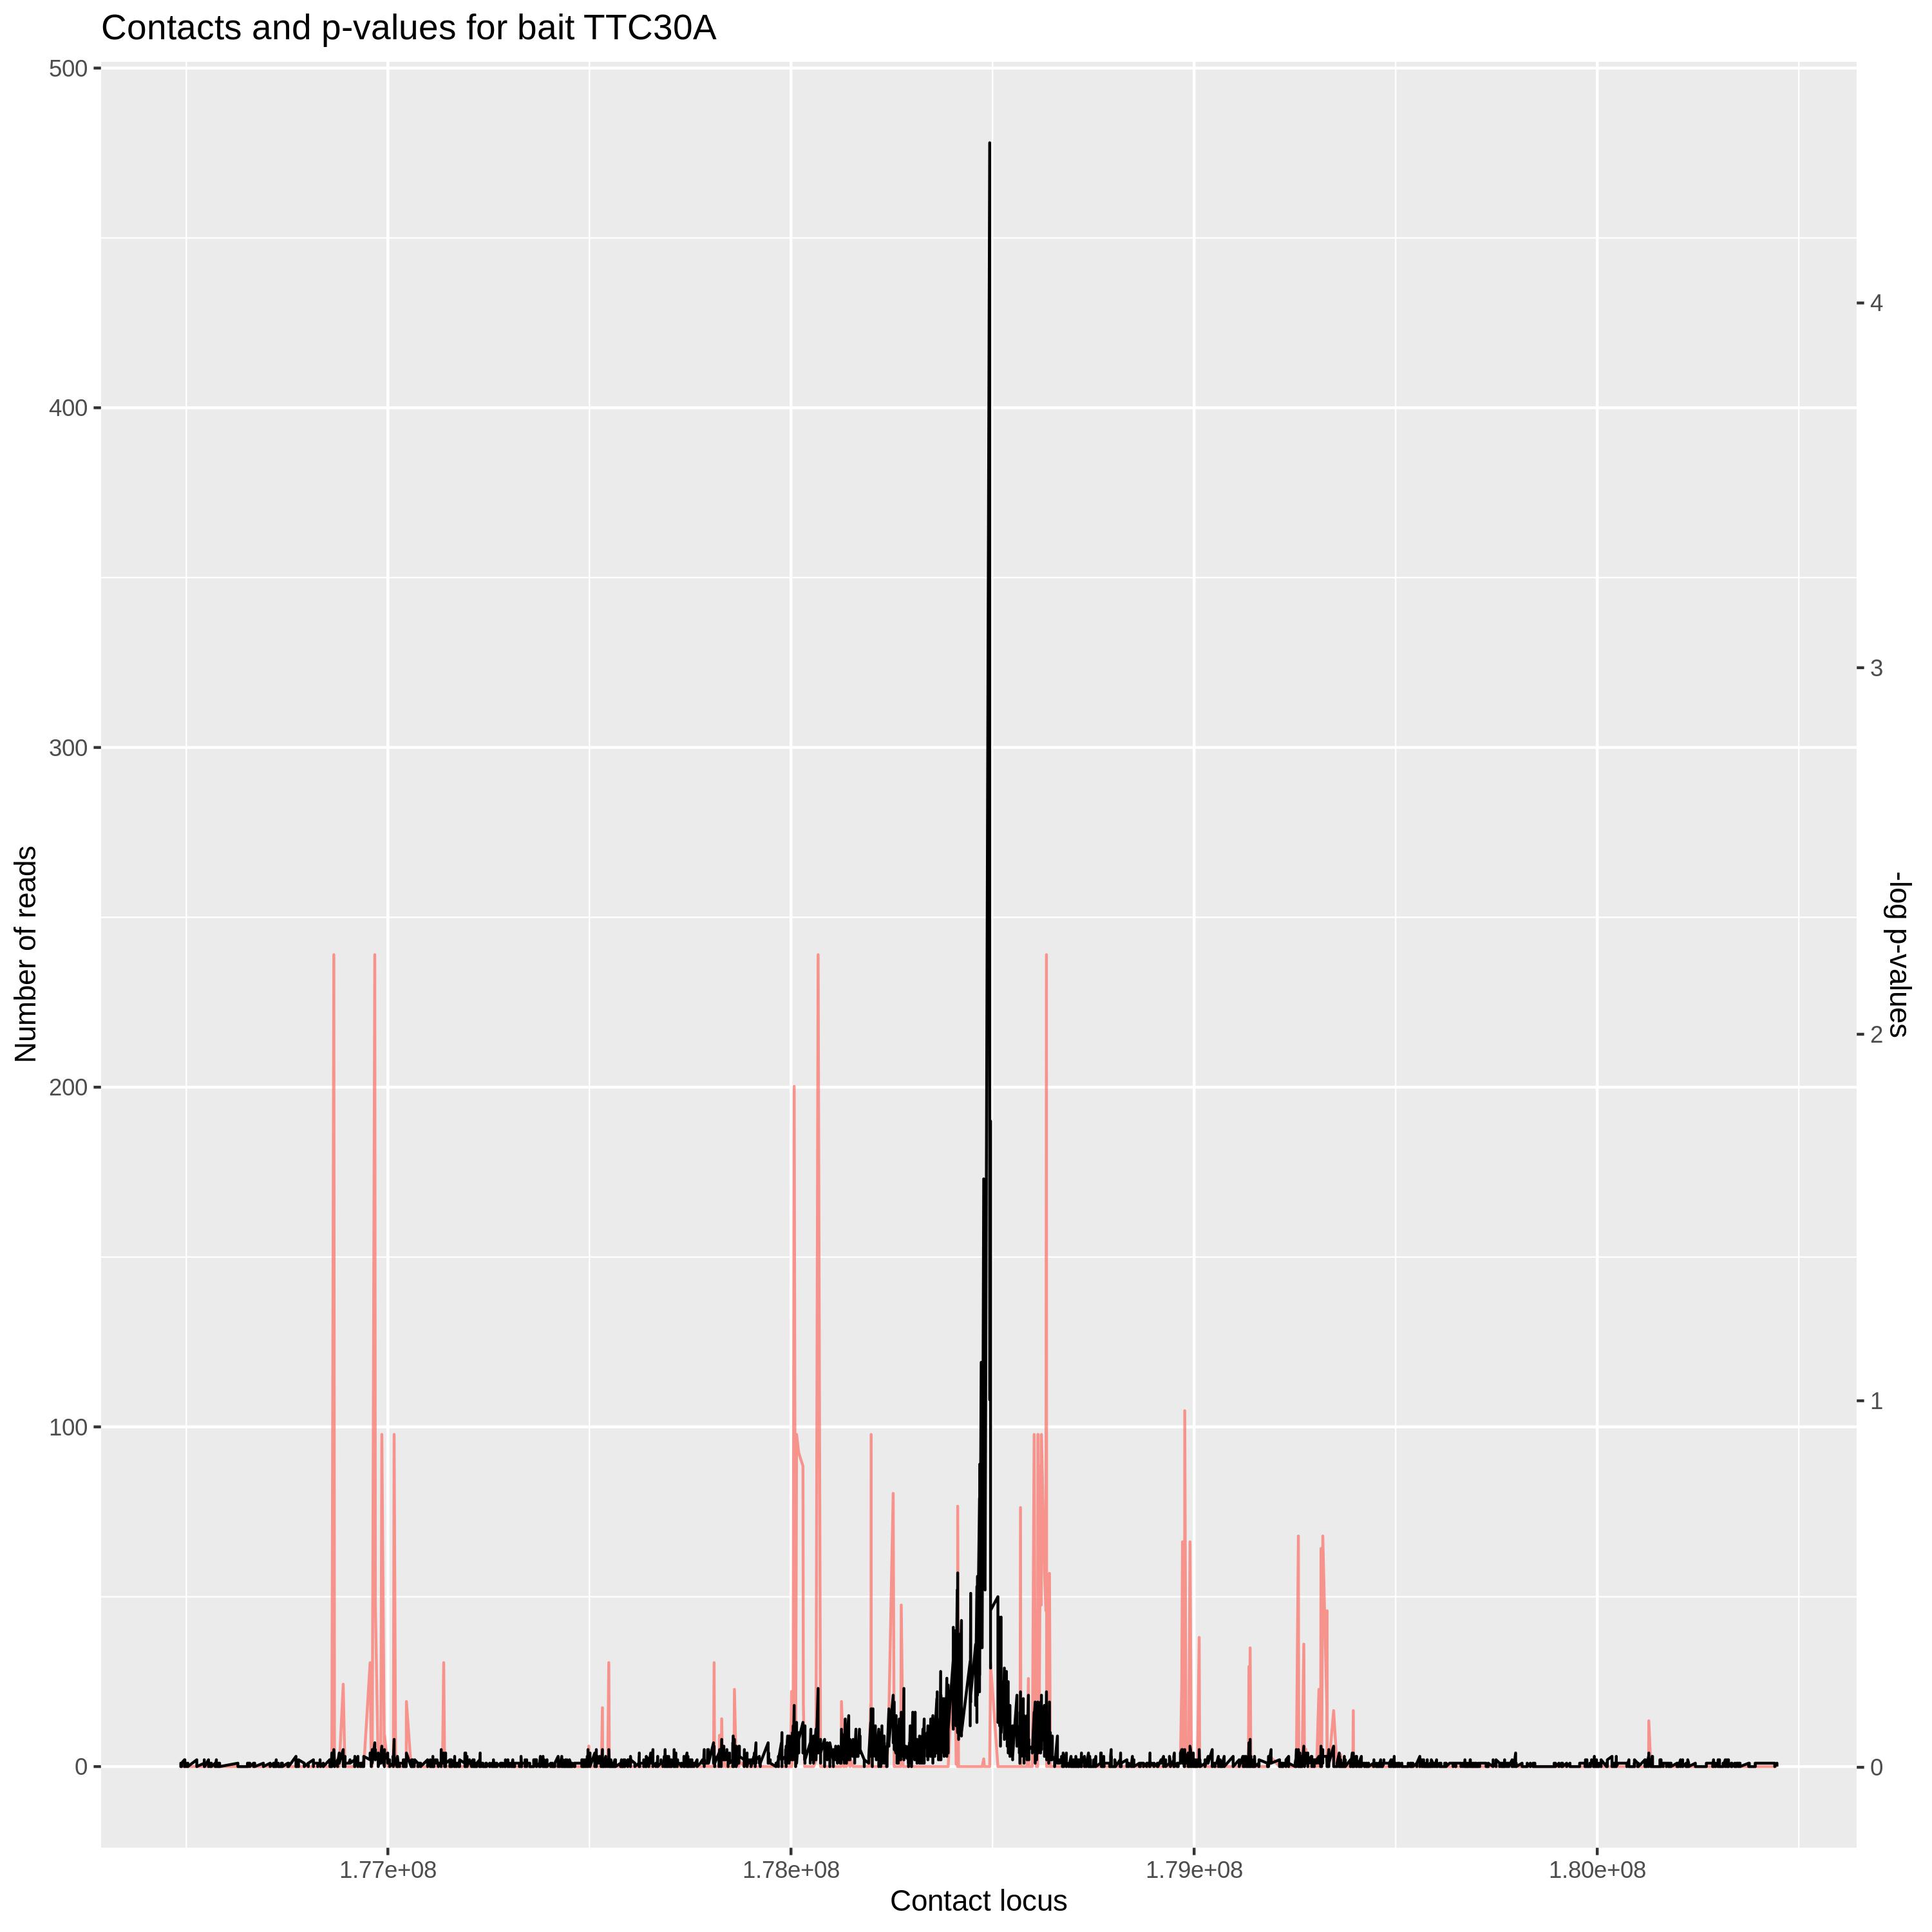 Contacts and p-values for bait TTC30A
500
400
300
200
100
0
Number of reads
4
3
2
1
0
-log p-values
1.77e+08 1.78e+08 1.79e+08 1.80e+08
Contact locus